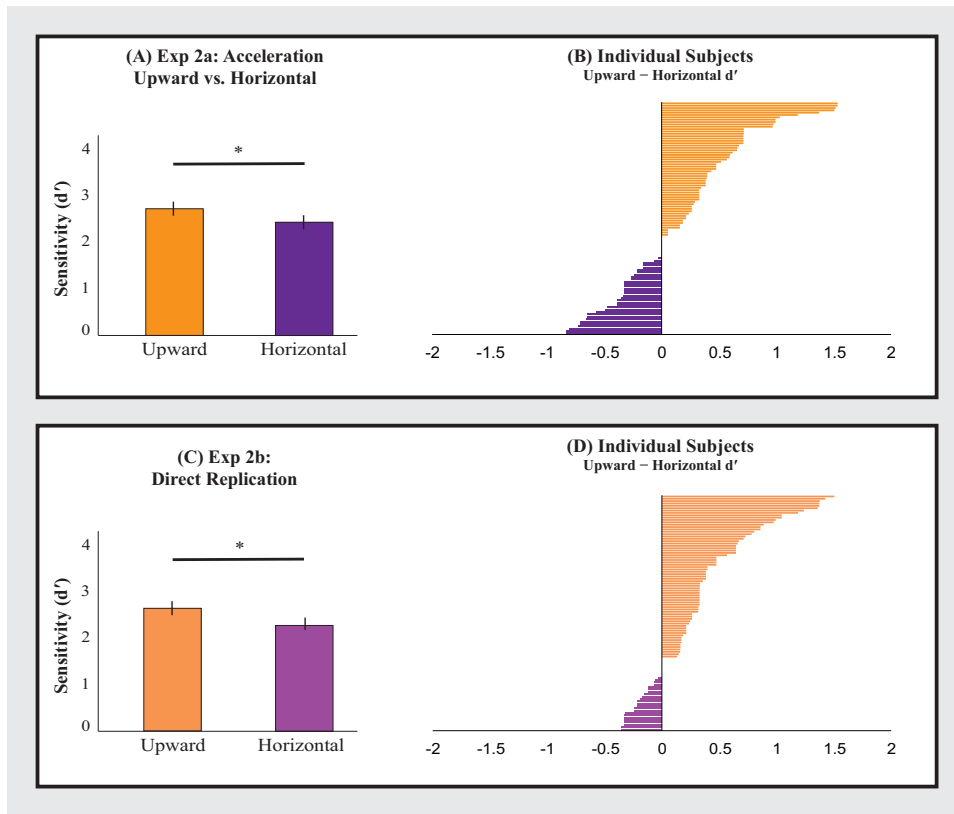 (A) Exp 2a: Acceleration
Upward vs. Horizontal
Sensitivity (d′)
4
3
2
1
0
*
Upward Horizontal
(B) Individual Subjects
Upward − Horizontal d′
-2 -1.5 -1 -0.5 0 0.5 1 1.5 2
(C) Exp 2b:
Direct Replication
Sensitivity (d′)
4
3
2
1
0
*
Upward Horizontal
(D) Individual Subjects
Upward − Horizontal d′
-2 -1.5 -1 -0.5 0 0.5 1 1.5 2